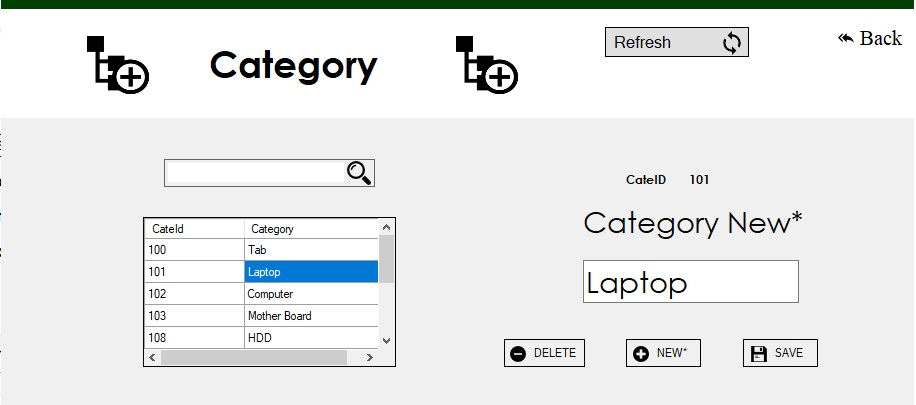 Refresh
Back
Category
CateID 101
Category New*
Laptop
CateId Category
100 Tab
101 Laptop
102 Computer
103 Mother Board
108 HDD
DELETE NEW* SAVE